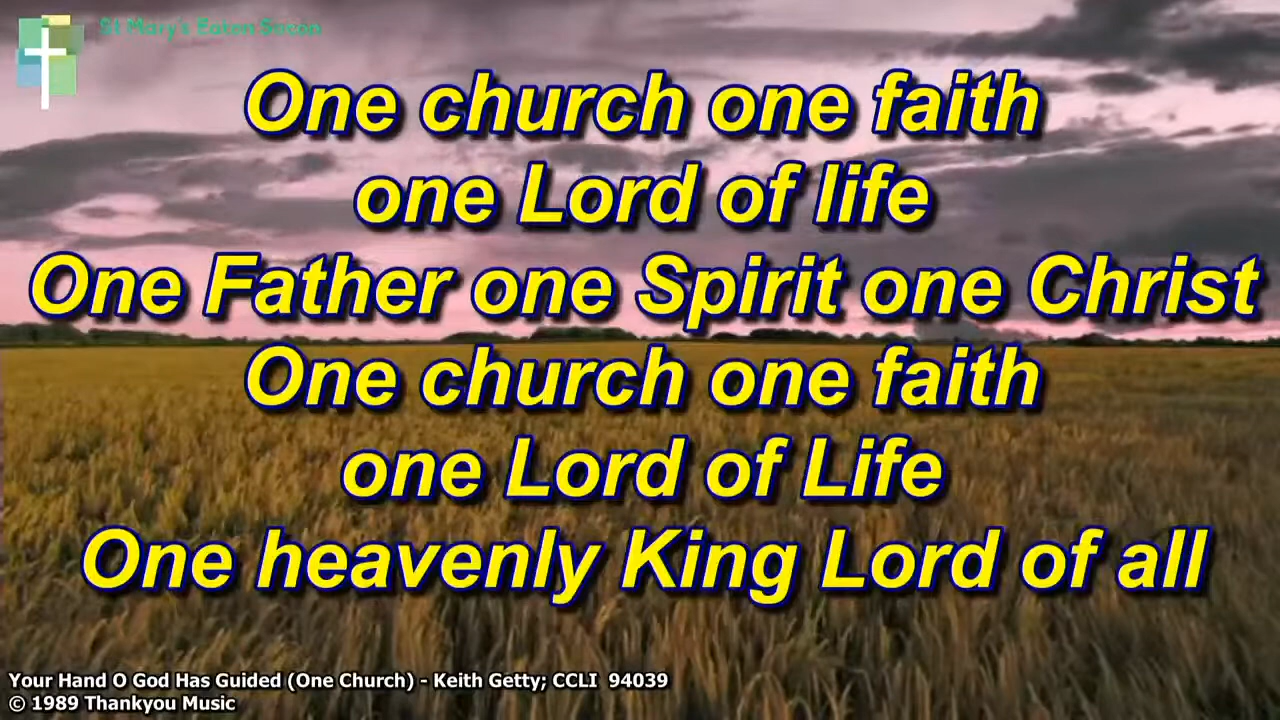 St Mary's Eaton Socon
One church one faith
one Lord of life
One Father one Spirit one Christ
One church one faith
one Lord of Life
One heavenly King Lord of all
Your Hand O God Has Guided (One Church) - Keith Getty; CCLI 94039
© 1989 Thankyou Music